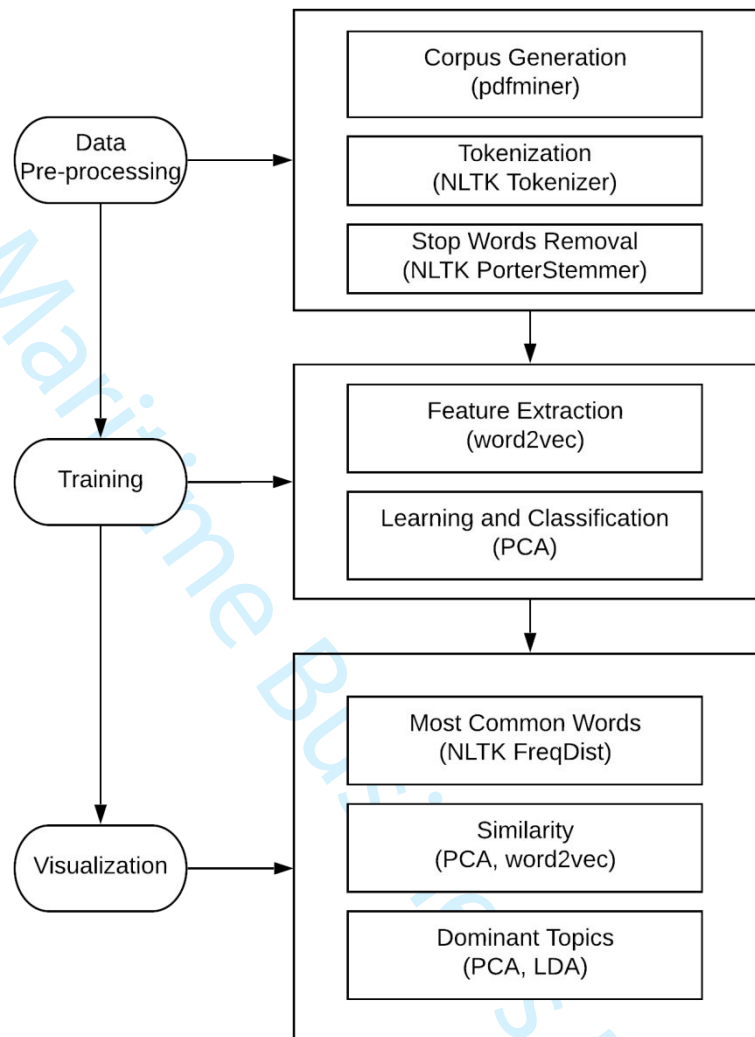 Data
Pre-processing
Corpus Generation
(pdfminer)
Tokenization
(NLTK Tokenizer)
Stop Words Removal
(NLTK PorterStemmer)
Training
Feature Extraction
(word2vec)
Learning and Classification
(PCA)
Visualization
Most Common Words
(NLTK FreqDist)
Similarity
(PCA, word2vec)
Dominant Topics
(PCA, LDA)
Maritime